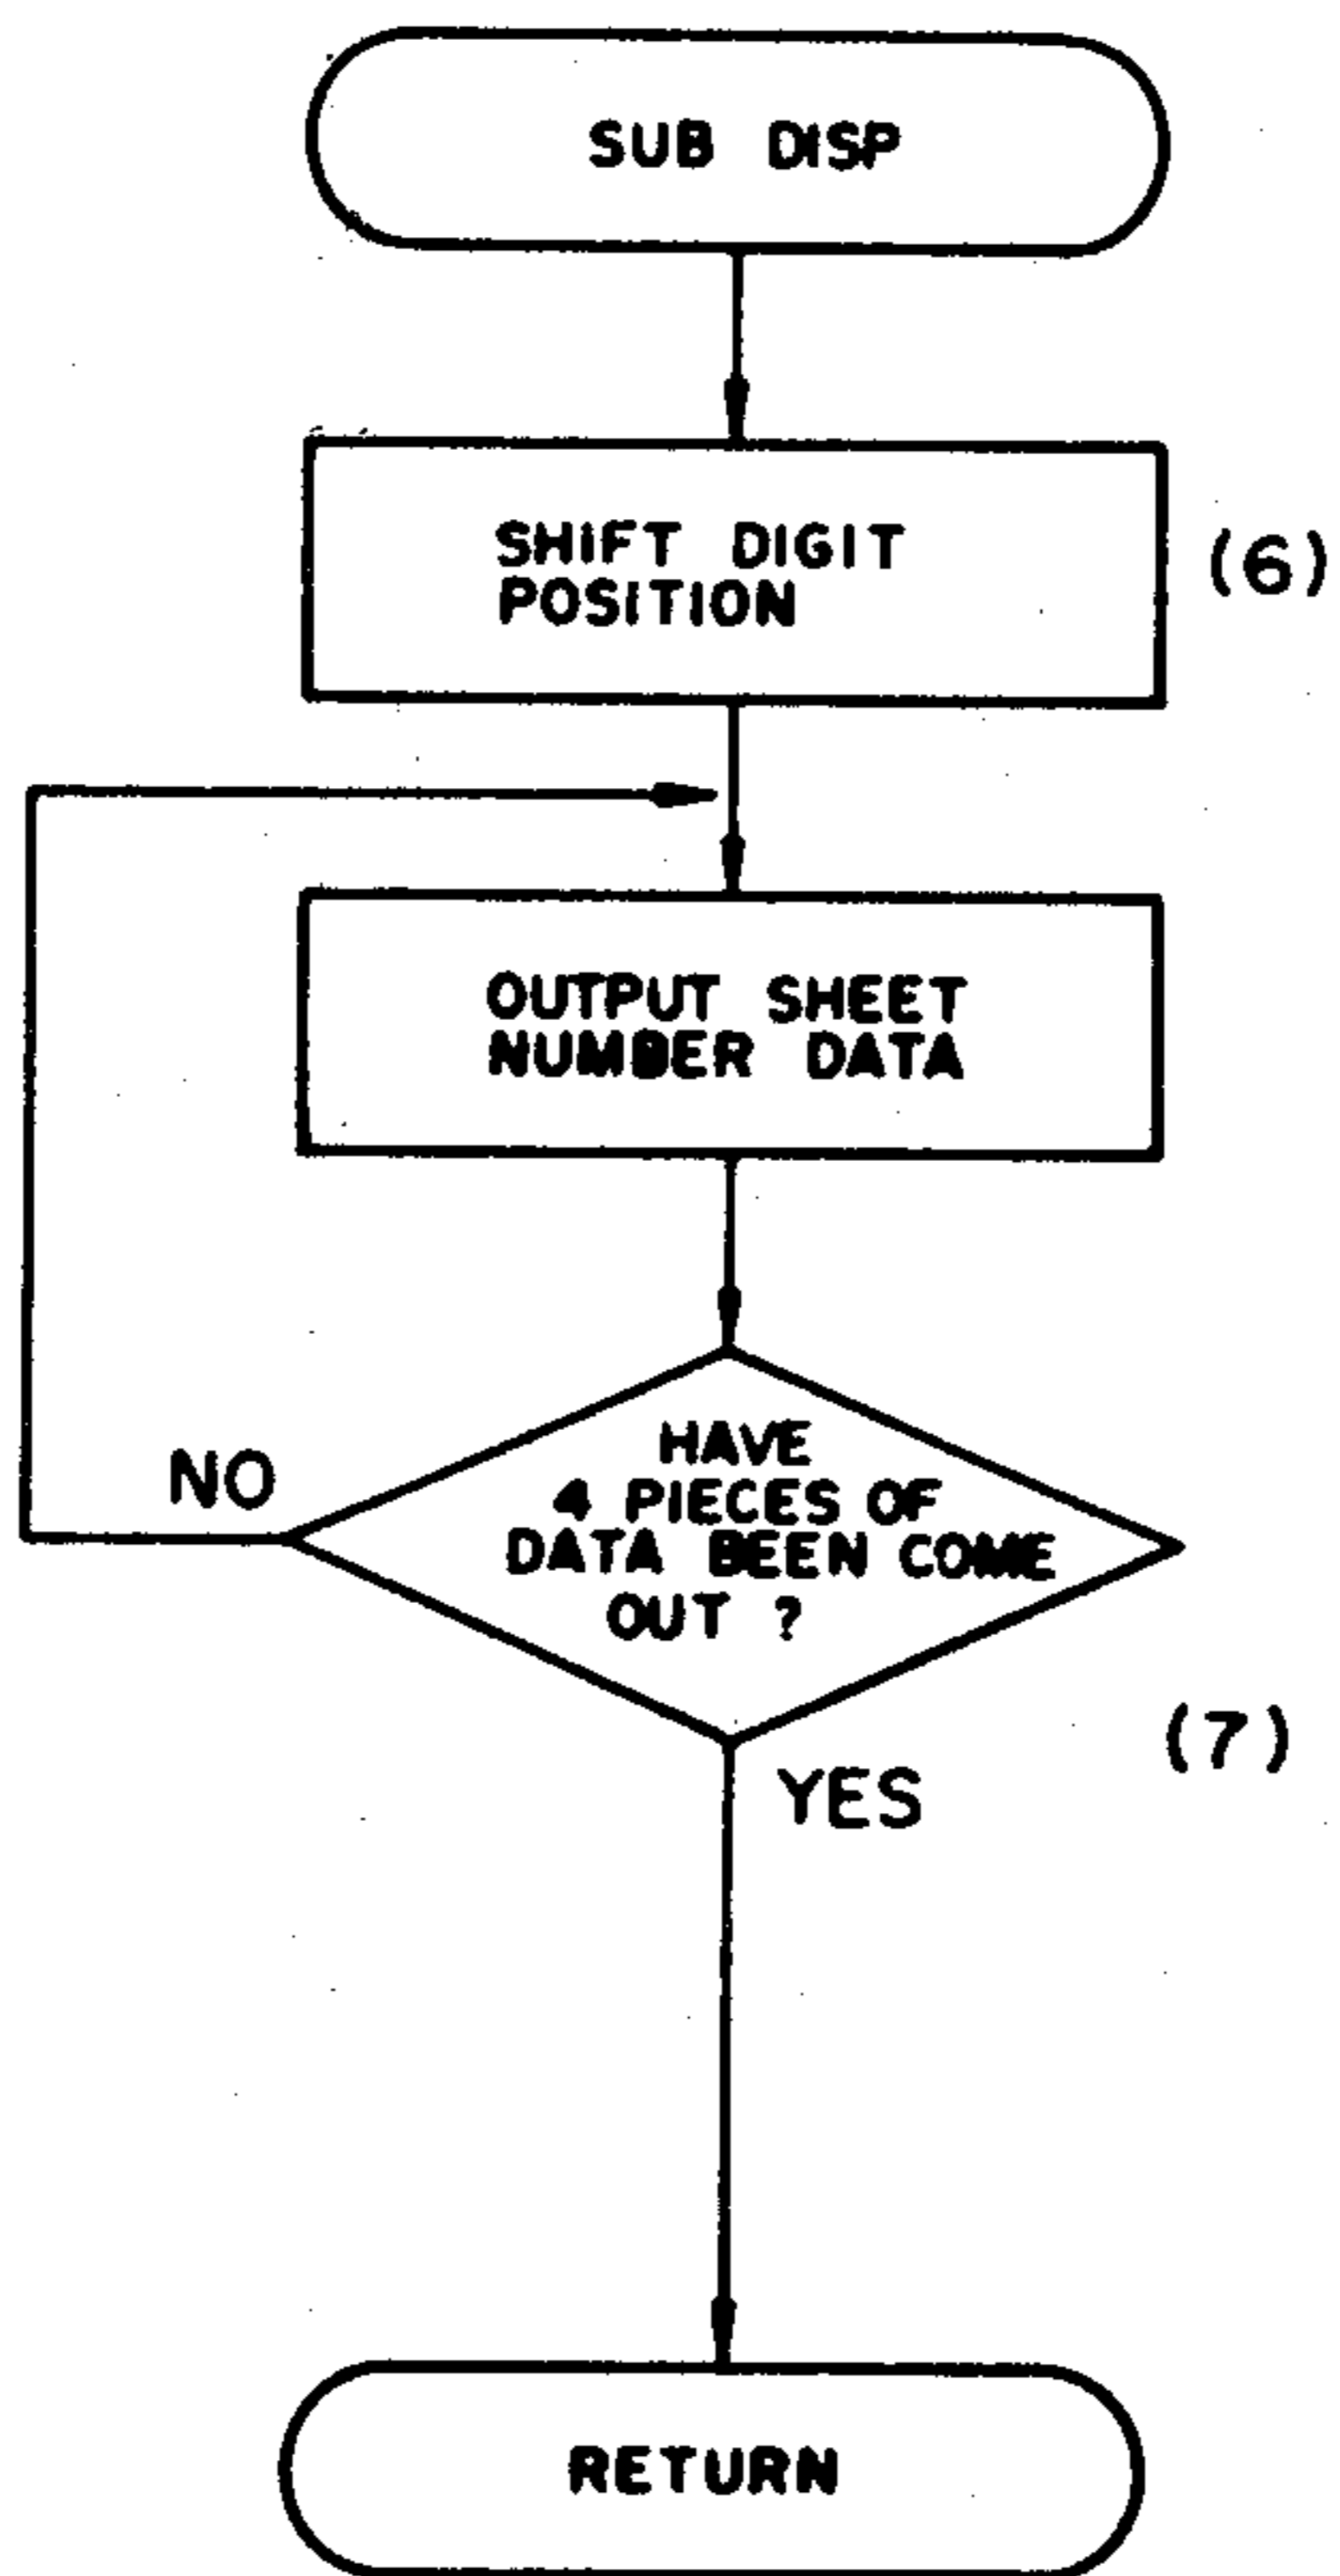 SUB DISP
SHIFT DIGIT
POSITION
(6)
OUTPUT SHEET
NUMBER DATA
HAVE
4 PIECES OF
DATA BEEN COME
OUT ?
NO
(7)
YES
RETURN